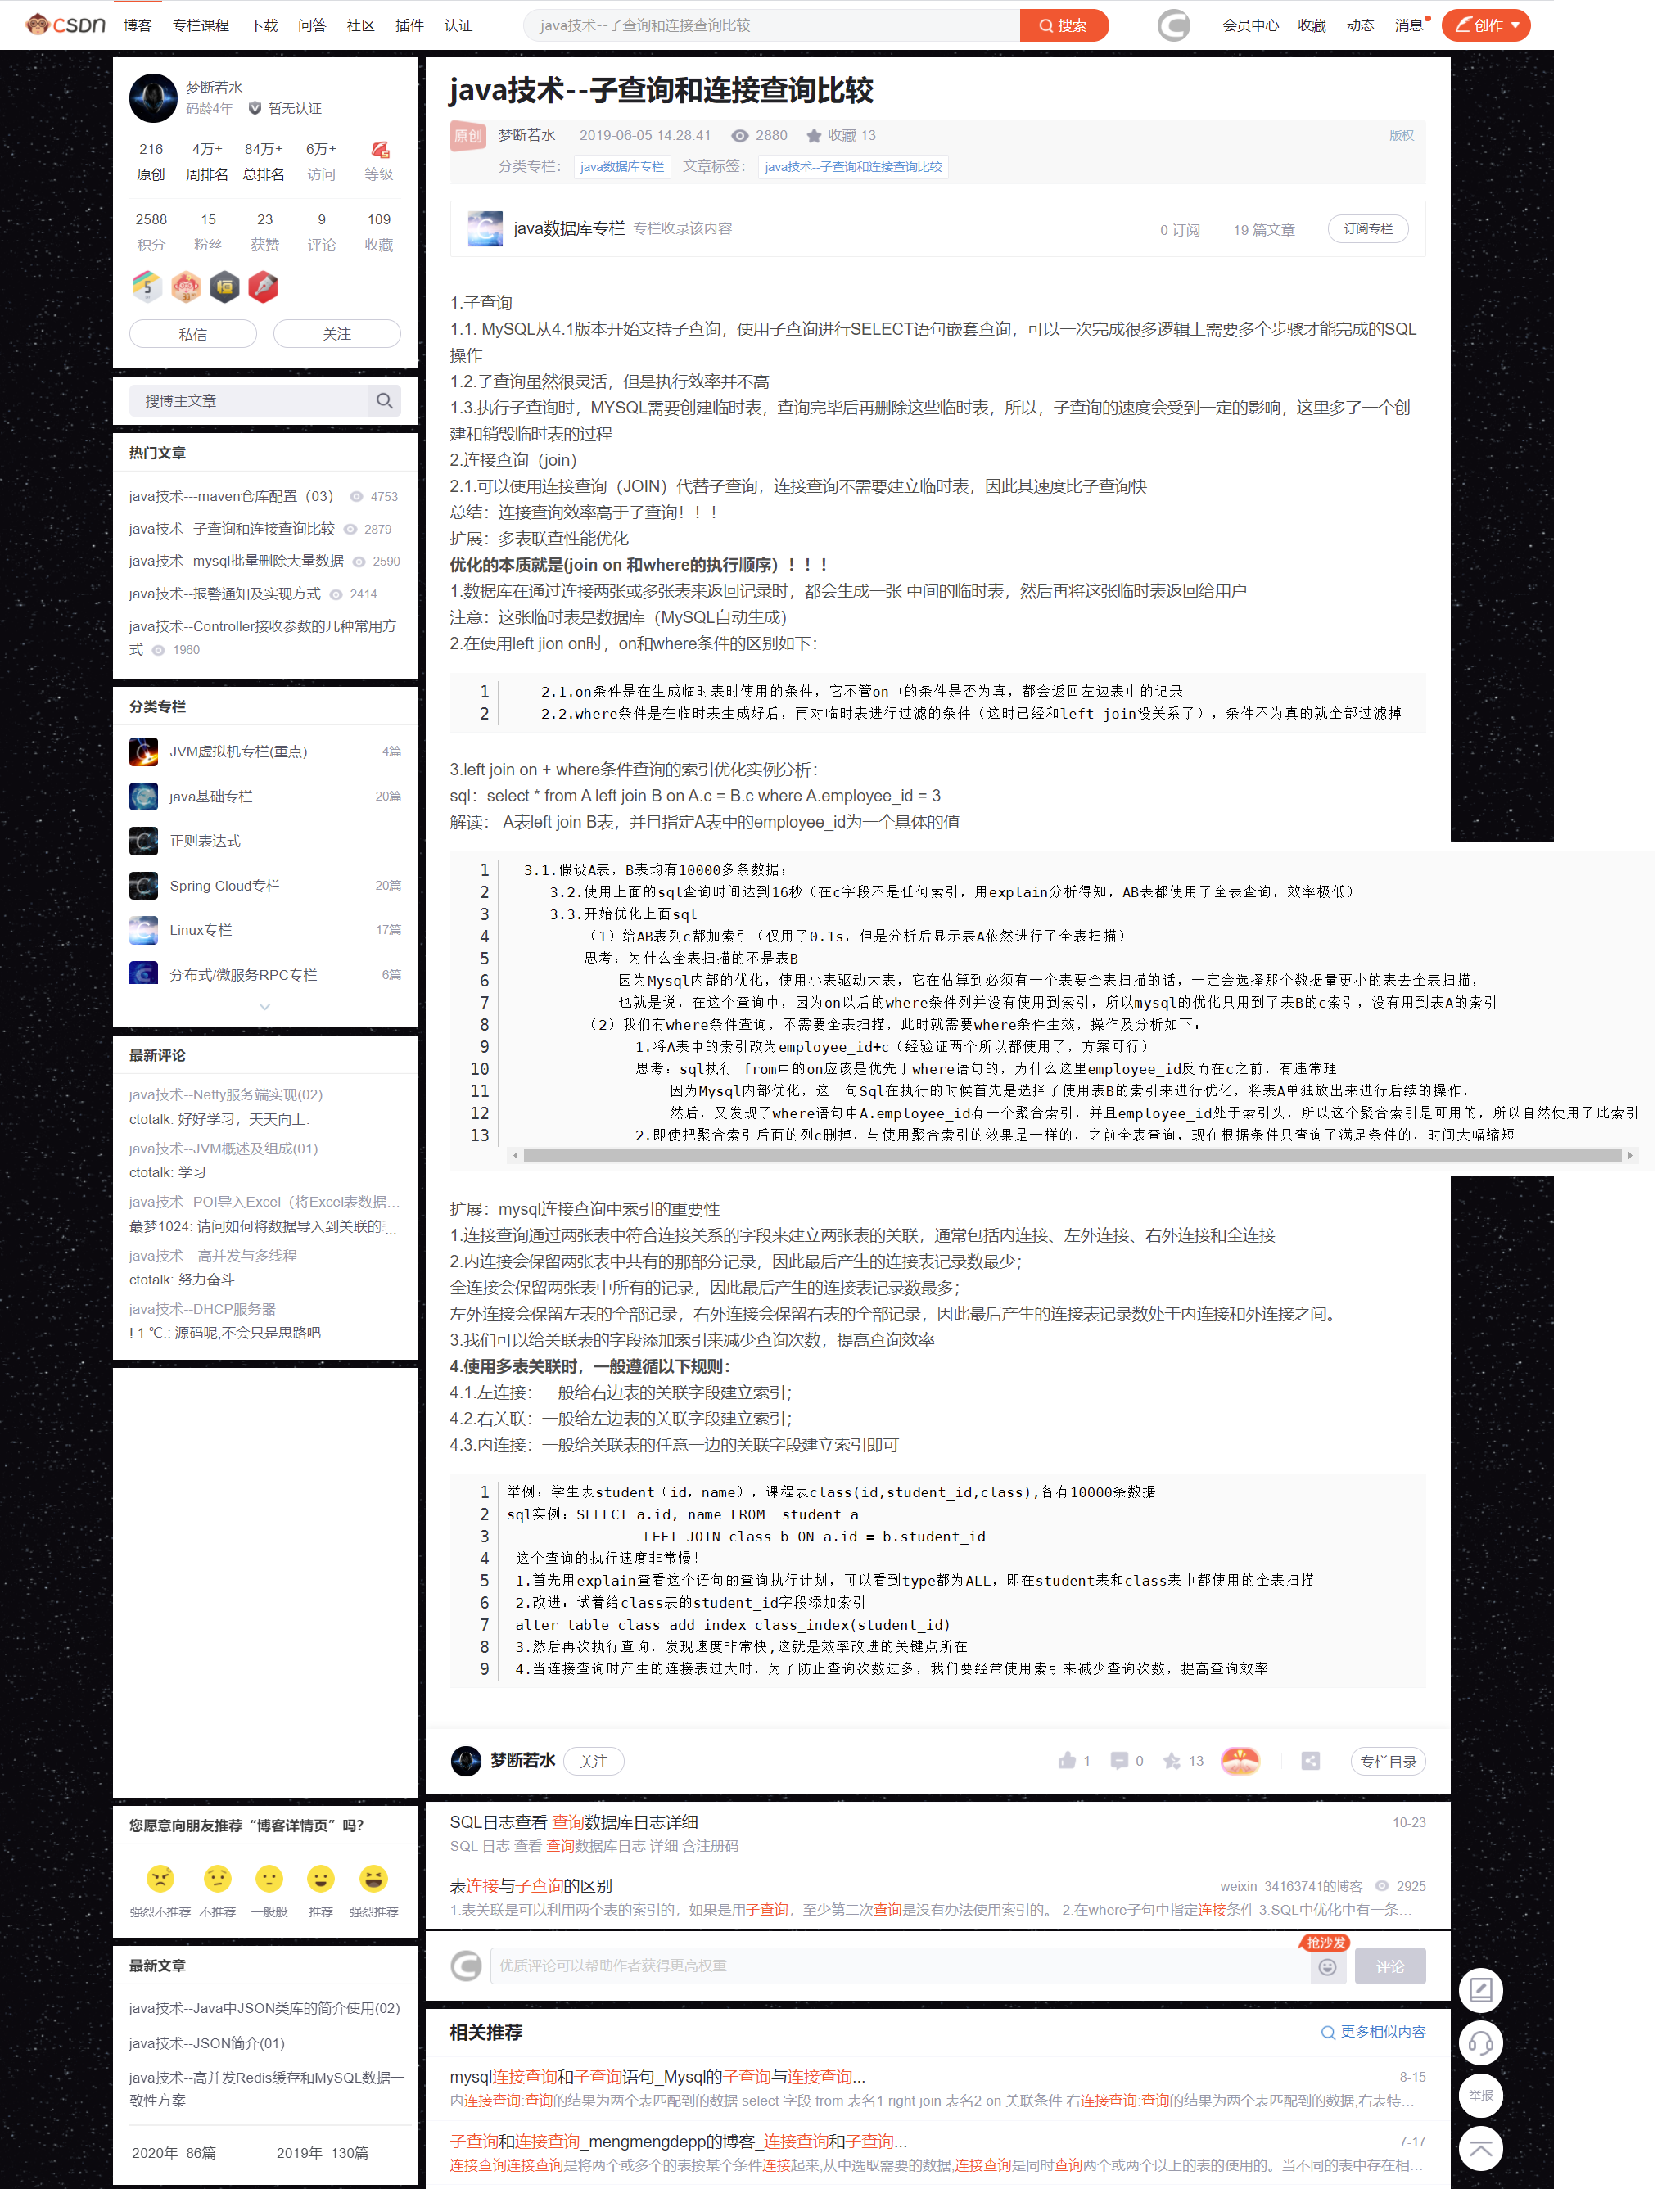 CSDN 博客 专栏课程 下载 问答 社区 插件 认证 java技术--子查询和连接查询比较 搜索 会员中心 收藏 动态 消息 创作
梦断若水
码龄4年 暂无认证
216 4万+ 84万+ 6万+
原创 周排名 总排名 访问 等级
2588 15 23 9 109
积分 粉丝 获赞 评论 收藏
私信 关注
搜博主文章
热门文章
java技术---maven仓库配置（03） 4753
java技术--子查询和连接查询比较 2879
java技术--mysql批量删除大量数据 2590
java技术--报警通知及实现方式 2414
java技术--Controller接收参数的几种常用方
式 1960
分类专栏
JVM虚拟机专栏(重点) 4篇
java基础专栏 20篇
正则表达式
Spring Cloud专栏 20篇
Linux专栏 17篇
分布式/微服务RPC专栏 6篇
最新评论
java技术--Netty服务端实现(02)
ctotalk: 好好学习，天天向上.
java技术--JVM概述及组成(01)
ctotalk: 学习
java技术--POI导入Excel（将Excel表数据...
蕞梦1024: 请问如何将数据导入到关联的...
java技术---高并发与多线程
ctotalk: 努力奋斗
java技术--DHCP服务器
! 1 ℃.: 源码呢,不会只是思路吧
您愿意向朋友推荐“博客详情页”吗？
强烈不推荐 不推荐 一般般 推荐 强烈推荐
最新文章
java技术--Java中JSON类库的简介使用(02)
java技术--JSON简介(01)
java技术--高并发Redis缓存和MySQL数据一
致性方案
2020年 86篇 2019年 130篇
java技术--子查询和连接查询比较
原创 梦断若水 2019-06-05 14:28:41 2880 收藏 13 版权
分类专栏： java数据库专栏 文章标签： java技术--子查询和连接查询比较
java数据库专栏 专栏收录该内容 0 订阅 19 篇文章 订阅专栏
1.子查询
1.1. MySQL从4.1版本开始支持子查询，使用子查询进行SELECT语句嵌套查询，可以一次完成很多逻辑上需要多个步骤才能完成的SQL
操作
1.2.子查询虽然很灵活，但是执行效率并不高
1.3.执行子查询时，MYSQL需要创建临时表，查询完毕后再删除这些临时表，所以，子查询的速度会受到一定的影响，这里多了一个创
建和销毁临时表的过程
2.连接查询（join）
2.1.可以使用连接查询（JOIN）代替子查询，连接查询不需要建立临时表，因此其速度比子查询快
总结：连接查询效率高于子查询！！！
扩展：多表联查性能优化
优化的本质就是(join on 和where的执行顺序）！！！
1.数据库在通过连接两张或多张表来返回记录时，都会生成一张 中间的临时表，然后再将这张临时表返回给用户
注意：这张临时表是数据库（MySQL自动生成）
2.在使用left jion on时，on和where条件的区别如下：
1 2.1.on条件是在生成临时表时使用的条件，它不管on中的条件是否为真，都会返回左边表中的记录
2 2.2.where条件是在临时表生成好后，再对临时表进行过滤的条件（这时已经和left join没关系了），条件不为真的就全部过滤掉
3.left join on + where条件查询的索引优化实例分析：
sql：select * from A left join B on A.c = B.c where A.employee_id = 3
解读： A表left join B表，并且指定A表中的employee_id为一个具体的值
1 3.1.假设A表，B表均有10000多条数据；
2 3.2.使用上面的sql查询时间达到16秒（在c字段不是任何索引，用explain分析得知，AB表都使用了全表查询，效率极低）
3 3.3.开始优化上面sql
4 （1）给AB表列c都加索引（仅用了0.1s，但是分析后显示表A依然进行了全表扫描）
5 思考：为什么全表扫描的不是表B
6 因为Mysql内部的优化，使用小表驱动大表，它在估算到必须有一个表要全表扫描的话，一定会选择那个数据量更小的表去全表扫描，
7 也就是说，在这个查询中，因为on以后的where条件列并没有使用到索引，所以mysql的优化只用到了表B的c索引，没有用到表A的索引！
8 （2）我们有where条件查询，不需要全表扫描，此时就需要where条件生效，操作及分析如下：
9 1.将A表中的索引改为employee_id+c（经验证两个所以都使用了，方案可行）
10 思考：sql执行 from中的on应该是优先于where语句的，为什么这里employee_id反而在c之前，有违常理
11 因为Mysql内部优化，这一句Sql在执行的时候首先是选择了使用表B的索引来进行优化，将表A单独放出来进行后续的操作，
12 然后，又发现了where语句中A.employee_id有一个聚合索引，并且employee_id处于索引头，所以这个聚合索引是可用的，所以自然使用了此索引
13 2.即使把聚合索引后面的列c删掉，与使用聚合索引的效果是一样的，之前全表查询，现在根据条件只查询了满足条件的，时间大幅缩短
扩展：mysql连接查询中索引的重要性
1.连接查询通过两张表中符合连接关系的字段来建立两张表的关联，通常包括内连接、左外连接、右外连接和全连接
2.内连接会保留两张表中共有的那部分记录，因此最后产生的连接表记录数最少；
全连接会保留两张表中所有的记录，因此最后产生的连接表记录数最多；
左外连接会保留左表的全部记录，右外连接会保留右表的全部记录，因此最后产生的连接表记录数处于内连接和外连接之间。
3.我们可以给关联表的字段添加索引来减少查询次数，提高查询效率
4.使用多表关联时，一般遵循以下规则：
4.1.左连接：一般给右边表的关联字段建立索引；
4.2.右关联：一般给左边表的关联字段建立索引；
4.3.内连接：一般给关联表的任意一边的关联字段建立索引即可
1 举例：学生表student（id，name），课程表class(id,student_id,class),各有10000条数据
2 sql实例：SELECT a.id, name FROM student a
3 LEFT JOIN class b ON a.id = b.student_id
4 这个查询的执行速度非常慢！！
5 1.首先用explain查看这个语句的查询执行计划，可以看到type都为ALL，即在student表和class表中都使用的全表扫描
6 2.改进：试着给class表的student_id字段添加索引
7 alter table class add index class_index(student_id)
8 3.然后再次执行查询，发现速度非常快,这就是效率改进的关键点所在
9 4.当连接查询时产生的连接表过大时，为了防止查询次数过多，我们要经常使用索引来减少查询次数，提高查询效率
梦断若水 关注 1 0 13 专栏目录
SQL日志查看 查询数据库日志详细 10-23
SQL 日志 查看 查询数据库日志 详细 含注册码
表连接与子查询的区别 weixin_34163741的博客 2925
1.表关联是可以利用两个表的索引的，如果是用子查询，至少第二次查询是没有办法使用索引的。 2.在where子句中指定连接条件 3.SQL中优化中有一条...
抢沙发
优质评论可以帮助作者获得更高权重 评论
相关推荐 更多相似内容
mysql连接查询和子查询语句_Mysql的子查询与连接查询... 8-15
内连接查询:查询的结果为两个表匹配到的数据 select 字段 from 表名1 right join 表名2 on 关联条件 右连接查询:查询的结果为两个表匹配到的数据,右表特...
子查询和连接查询_mengmengdepp的博客_连接查询和子查询... 7-17
连接查询连接查询是将两个或多个的表按某个条件连接起来,从中选取需要的数据,连接查询是同时查询两个或两个以上的表的使用的。当不同的表中存在相...
举报